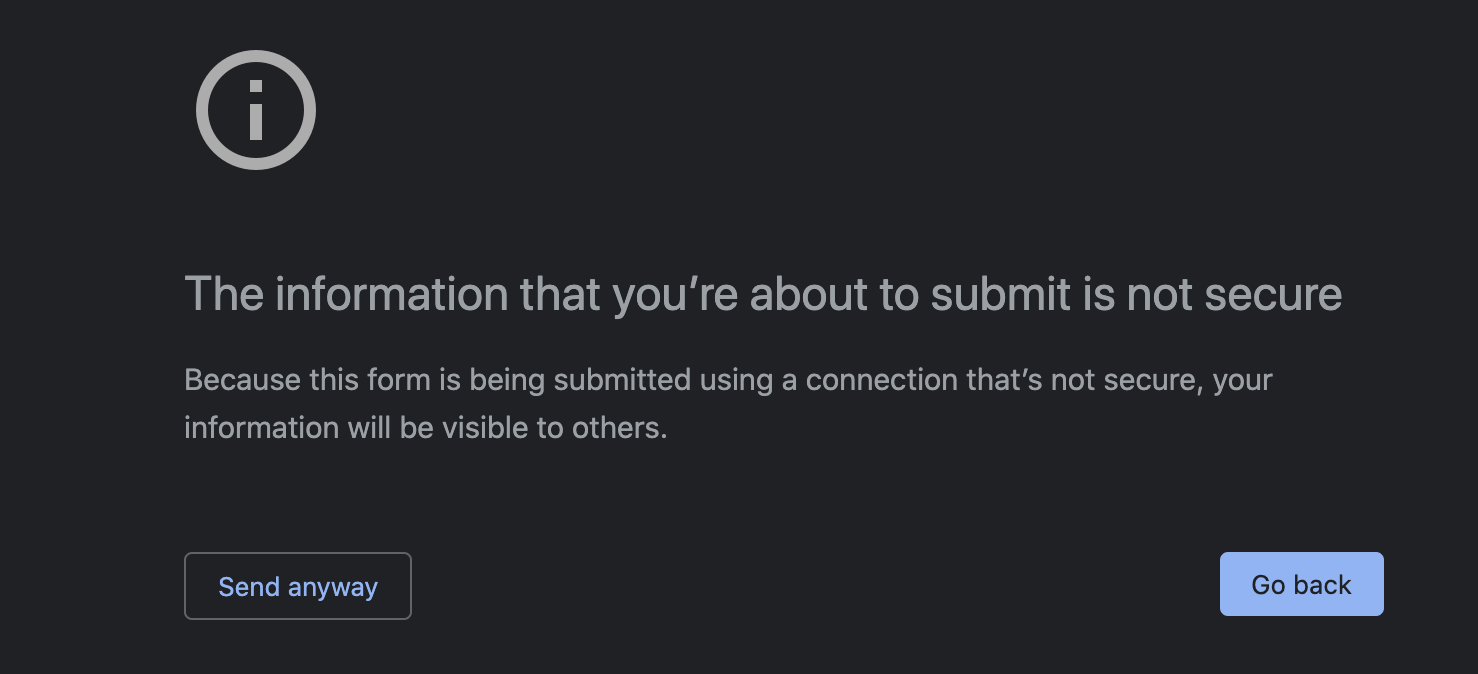 The information that you’re about to submit is not secure
Because this form is being submitted using a connection that’s not secure, your
information will be visible to others.
Send anyway
Go back